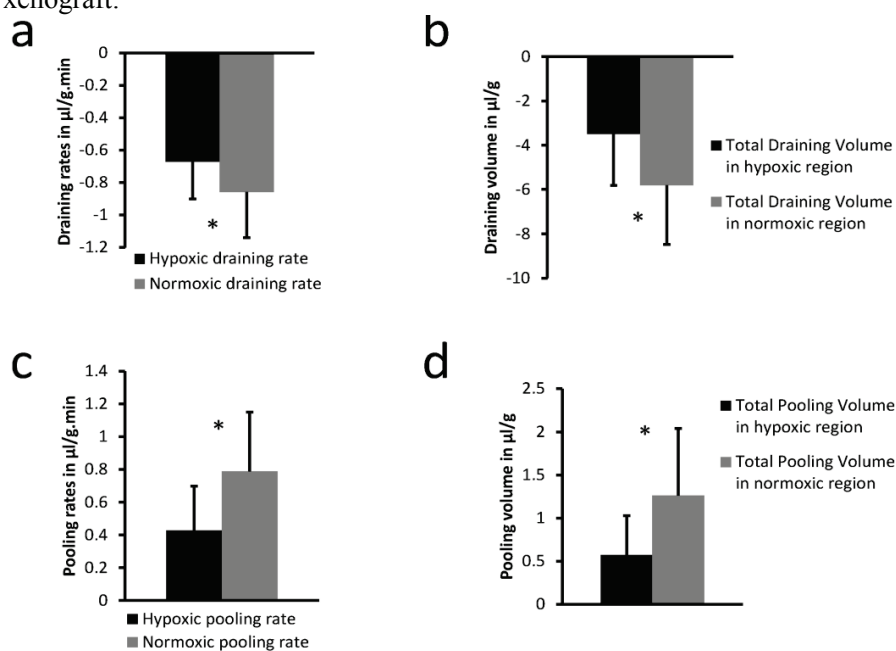 xenograft.
a
Draining rates in µl/g.min
0
-0.2
-0.4
-0.6
-0.8
-1
-1.2
*
Hypoxic draining rate
Normoxic draining rate
b
Draining volume in µl/g
0
-2
-4
-6
-8
-10
*
Total Draining Volume
in hypoxic region
Total Draining Volume
in normoxic region
c
Pooling rates in µl/g.min
1.4
1.2
1
0.8
0.6
0.4
0.2
0
*
Hypoxic pooling rate
Normoxic pooling rate
d
Pooling volume in µl/g
2.5
2
1.5
1
0.5
0
*
Total Pooling Volume
in hypoxic region
Total Pooling Volume
in normoxic region